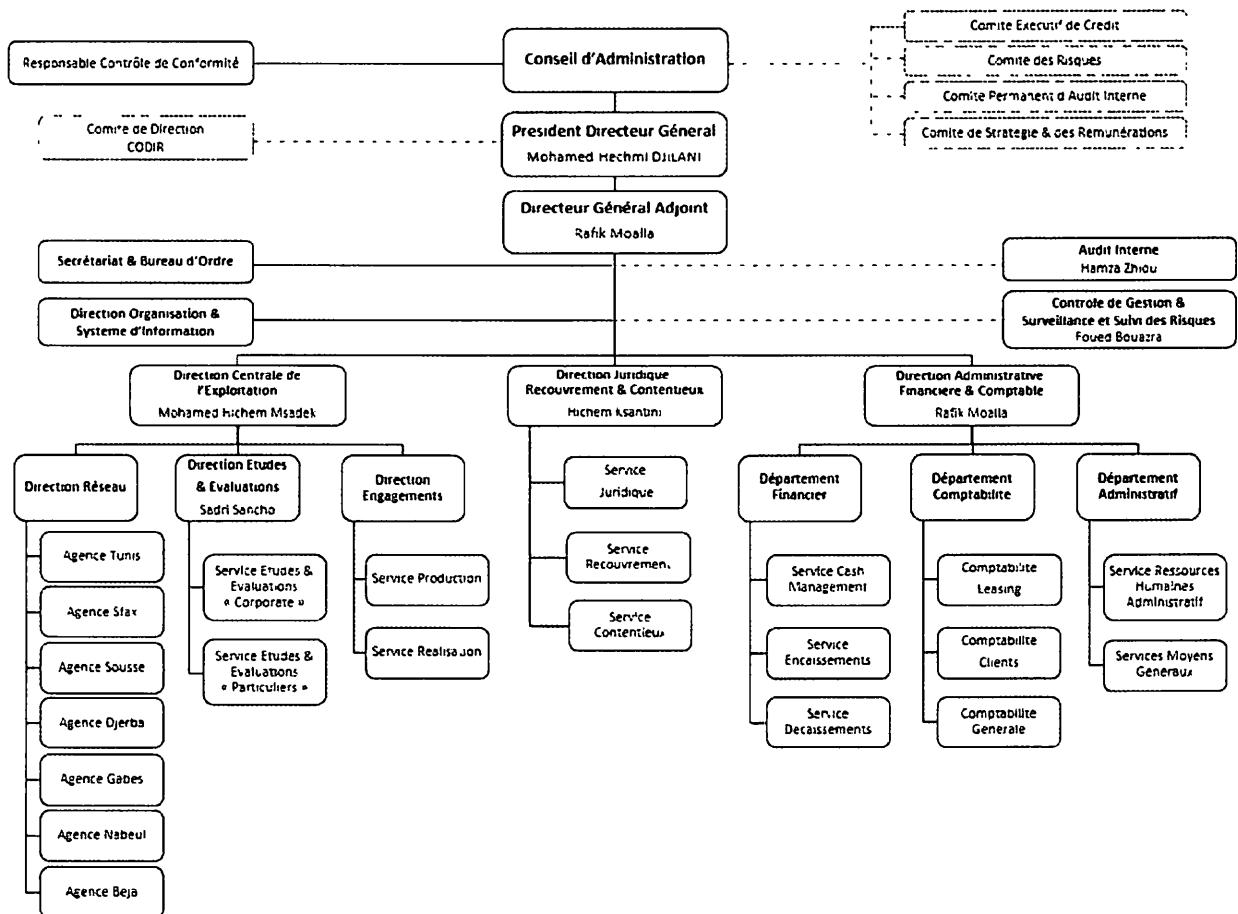 Responsable Contrôle de Conformité
Conseil d'Administration
Comite Executif de Credit
Comite des Risques
Comite Permanent d Audit Interne
Comite de Strategie & des Remunérations
Comite de Direction
CODIR
President Directeur Général
Mohamed Hechmi DJILANI
Directeur Général Adjoint
Rafik Moalla
Secrétariat & Bureau d'Ordre
Audit Interne
Hamza Zhiou
Direction Organisation &
Systeme d'Information
Controle de Gestion &
Surveillance et Suivi des Risques
Foued Bouazra
Direction Centrale de
l'Exploitation
Mohamed Hichem Msadek
Direction Juridique
Recouvrement & Contentieux
Hichem Ksantini
Direction Administrative
Financiere & Comptable
Rafik Moalla
Direction Réseau
Direction Etudes
& Evaluations
Sadri Sancho
Direction
Engagements
Service
Juridique
Service
Recouvrement
Service
Contentieux
Département
Financier
Département
Comptabilite
Département
Administratif
Agence Tunis
Agence Sfax
Agence Sousse
Agence Djerba
Agence Gabes
Agence Nabeul
Agence Beja
Service Etudes &
Evaluations
« Corporate »
Service Etudes &
Evaluations
« Particuliers »
Service Production
Service Realisation
Service Cash
Management
Service
Encaissements
Service
Decaissements
Comptabilite
Leasing
Comptabilite
Clients
Comptabilite
Generale
Service Ressources
Humaines
Administratif
Services Moyens
Generaux